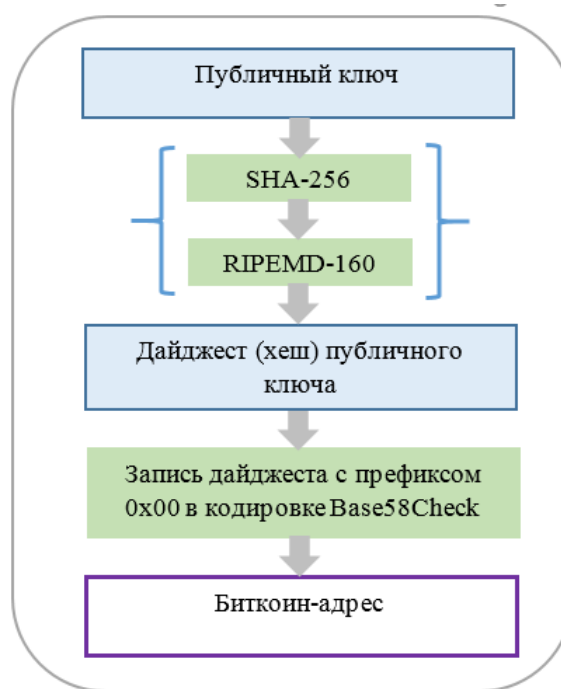 Публичный ключ
SHA-256
RIPEMD-160
Дайджест (хеш) публичного
ключа
Запись дайджеста с префиксом
0x00 в кодировке Base58Check
Биткоин-адрес